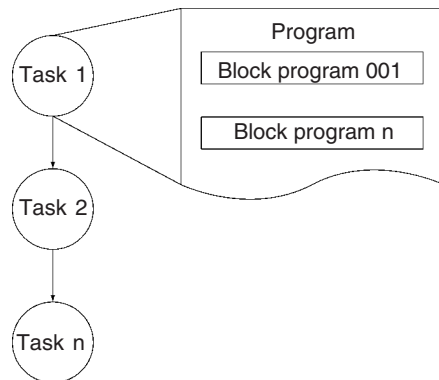 Program
Task 1
Block program 001
Block program n
Task 2
Task n